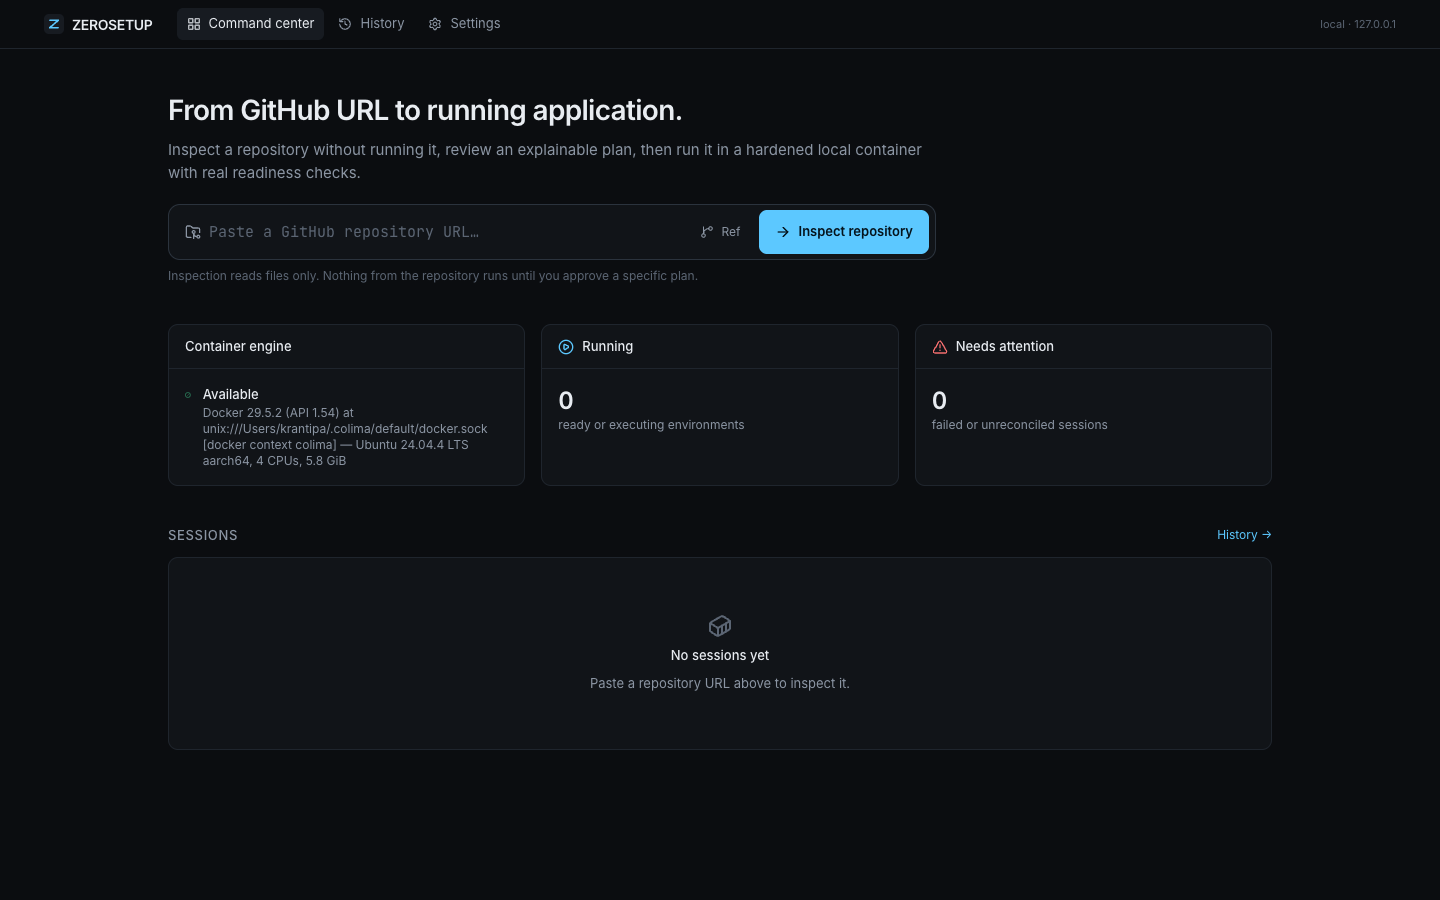 ZEROSETUP
Command center
History
Settings
local · 127.0.0.1
From GitHub URL to running application.
Inspect a repository without running it, review an explainable plan, then run it in a hardened local container
with real readiness checks.
Paste a GitHub repository URL…
Ref
Inspect repository
Inspection reads files only. Nothing from the repository runs until you approve a specific plan.
Container engine
Available
Docker 29.5.2 (API 1.54) at
unix:///Users/krantipa/.colima/default/docker.sock
[docker context colima] — Ubuntu 24.04.4 LTS
aarch64, 4 CPUs, 5.8 GiB
Running
0
ready or executing environments
Needs attention
0
failed or unreconciled sessions
SESSIONS
History →
No sessions yet
Paste a repository URL above to inspect it.